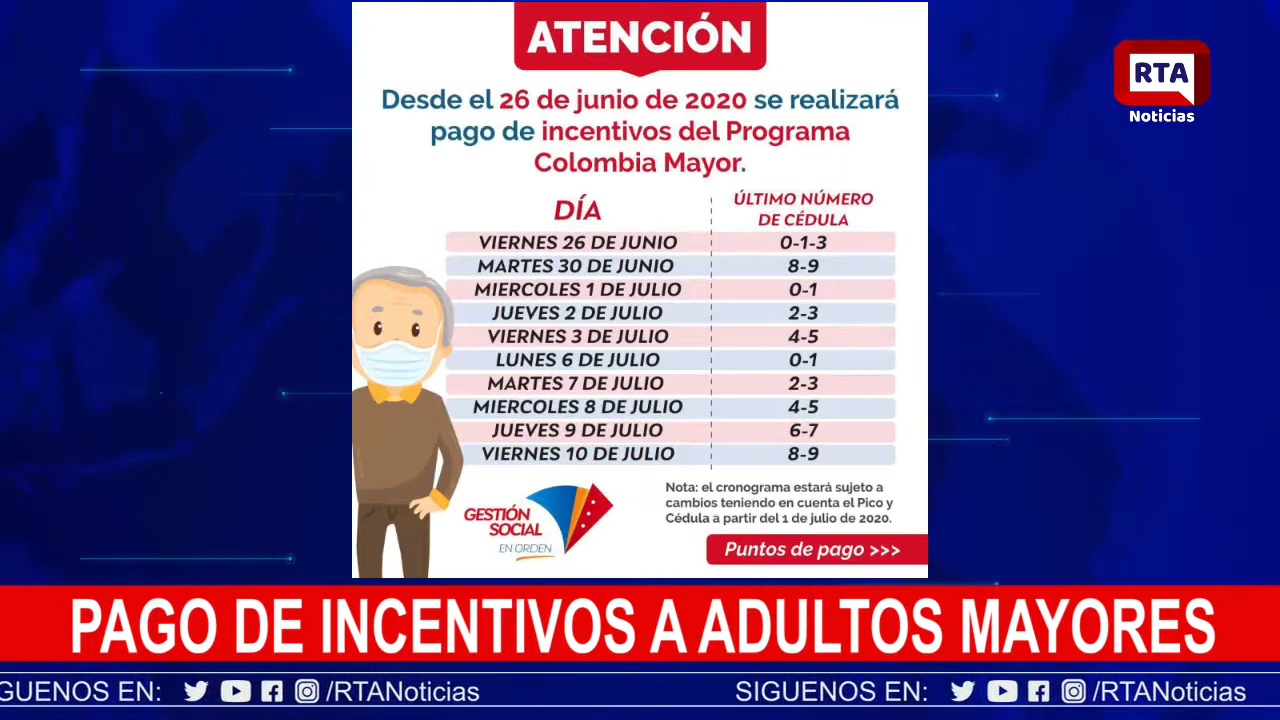 ATENCIÓN
RTA
Noticias
Desde el 26 de junio de 2020 se realizará
pago de incentivos del Programa
Colombia Mayor.
DÍA
ÚLTIMO NÚMERO
DE CÉDULA
VIERNES 26 DE JUNIO 0-1-3
MARTES 30 DE JUNIO 8-9
MIERCOLES 1 DE JULIO 0-1
JUEVES 2 DE JULIO 2-3
VIERNES 3 DE JULIO 4-5
LUNES 6 DE JULIO 0-1
MARTES 7 DE JULIO 2-3
MIERCOLES 8 DE JULIO 4-5
JUEVES 9 DE JULIO 6-7
VIERNES 10 DE JULIO 8-9
Nota: el cronograma estará sujeto a
cambios teniendo en cuenta el Pico y
Cédula a partir del 1 de julio de 2020.
GESTIÓN
SOCIAL
EN ORDEN
Puntos de pago >>>
PAGO DE INCENTIVOS A ADULTOS MAYORES
GUENOS EN: /RTANoticias SIGUENOS EN: /RTANoticias